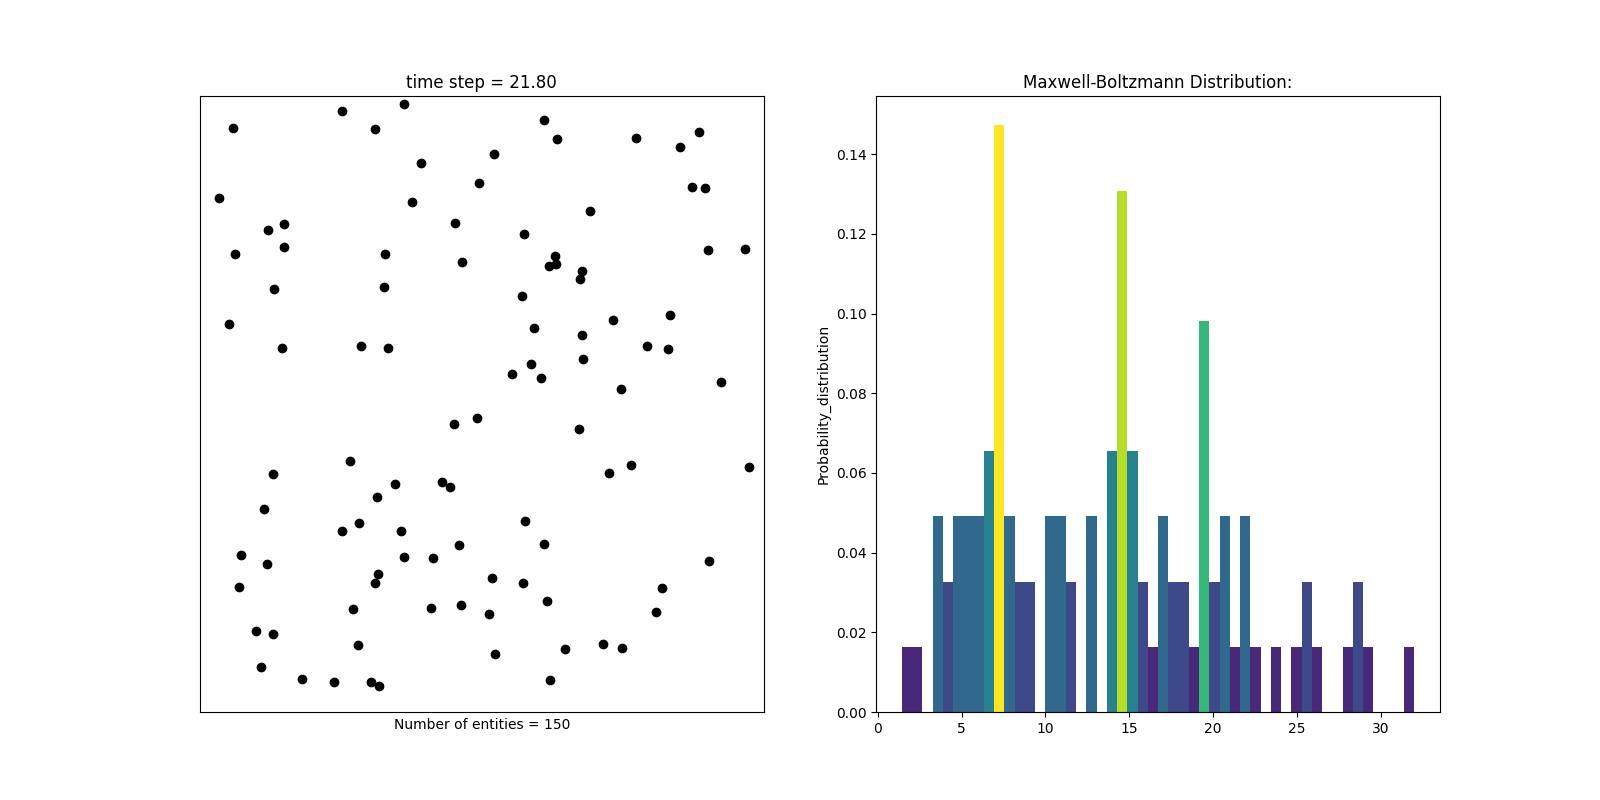 time step = 21.80
Number of entities = 150
Maxwell-Boltzmann Distribution:
Probability_distribution
0.14
0.12
0.10
0.08
0.06
0.04
0.02
0.00
0 5 10 15 20 25 30